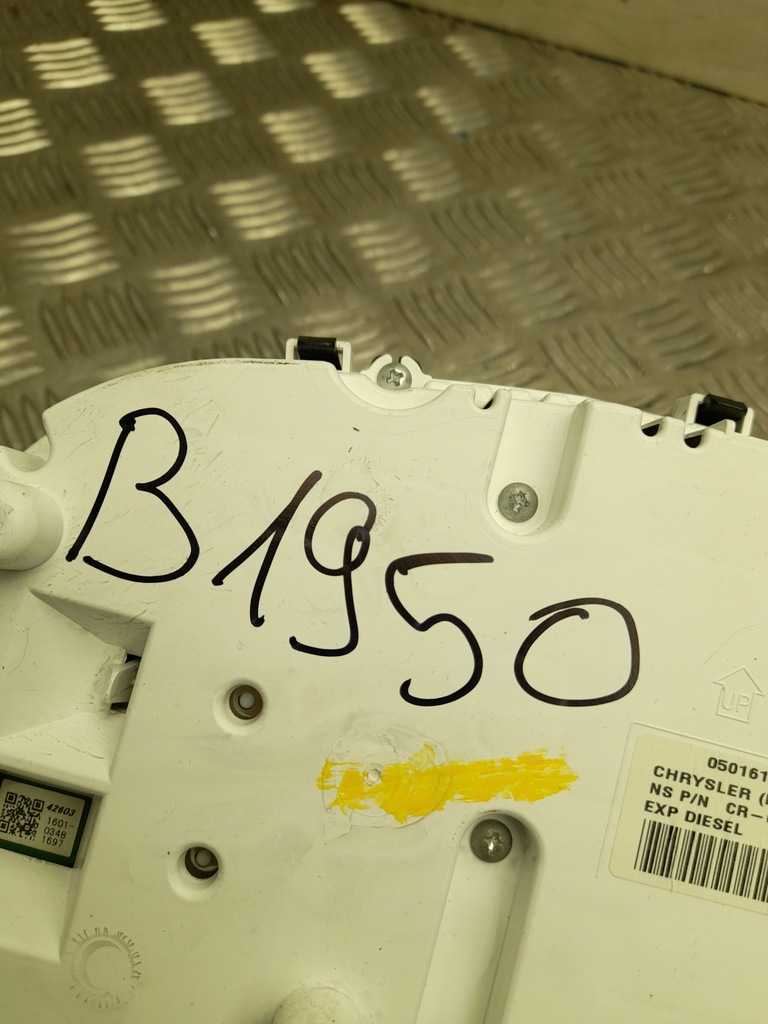 B1950
UP
42603
1601-
0348
1697
050161
CHRYSLER (
NS P/N CR-
EXP DIESEL